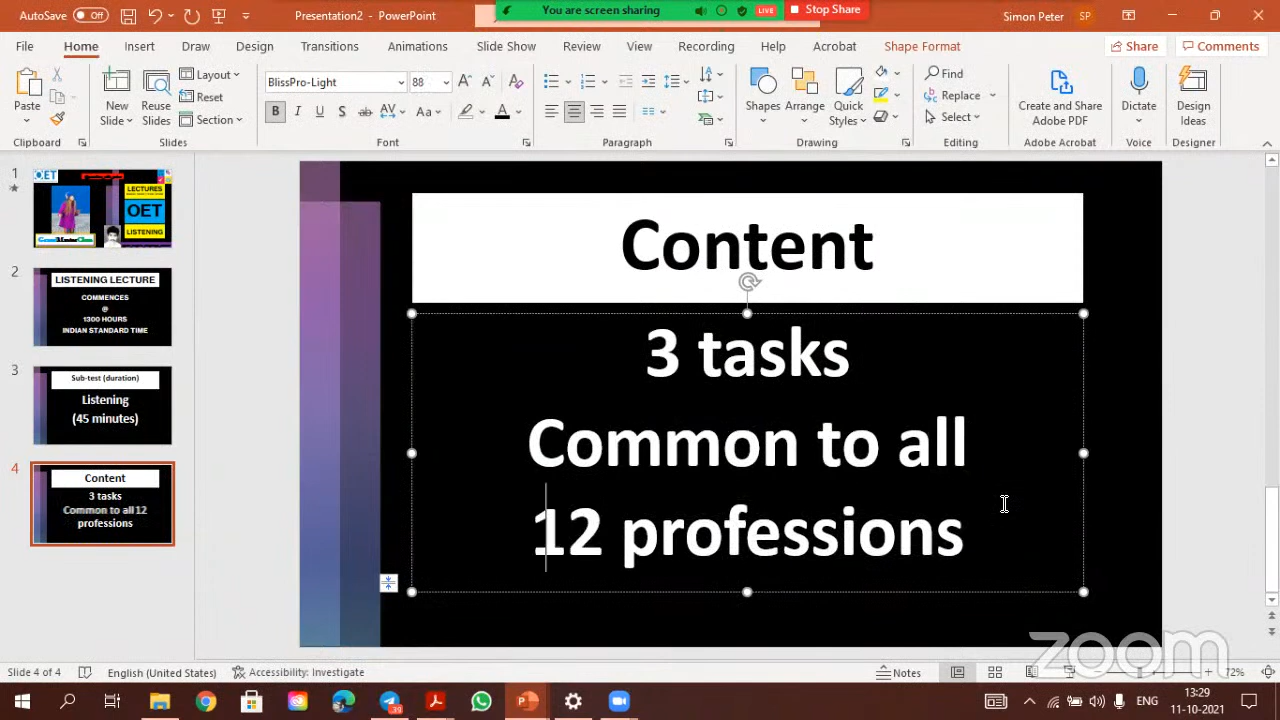 AutoSave Off Presentation2 - PowerPoint You are screen sharing LIVE Stop Share Simon Peter SP
File Home Insert Draw Design Transitions Animations Slide Show Review View Recording Help Acrobat Shape Format Share Comments
Paste New Slide Reuse Slides Layout Reset Section BlissPro-Light 88 Shapes Arrange Quick Styles Find Replace Select Create and Share Adobe PDF Dictate Design Ideas
Clipboard Slides Font Paragraph Drawing Editing Adobe Acrobat Voice Designer
1
OET
LECTURES
OET
LISTENING
2
LISTENING LECTURE
COMMENCES
@
1300 HOURS
INDIAN STANDARD TIME
3
Sub-test (duration)
Listening
(45 minutes)
4
Content
3 tasks
Common to all 12
professions
Content
3 tasks
Common to all
12 professions
zoom
Slide 4 of 4 English (United States) Accessibility: Investigate Notes 72%
39 ENG 13:29
11-10-2021